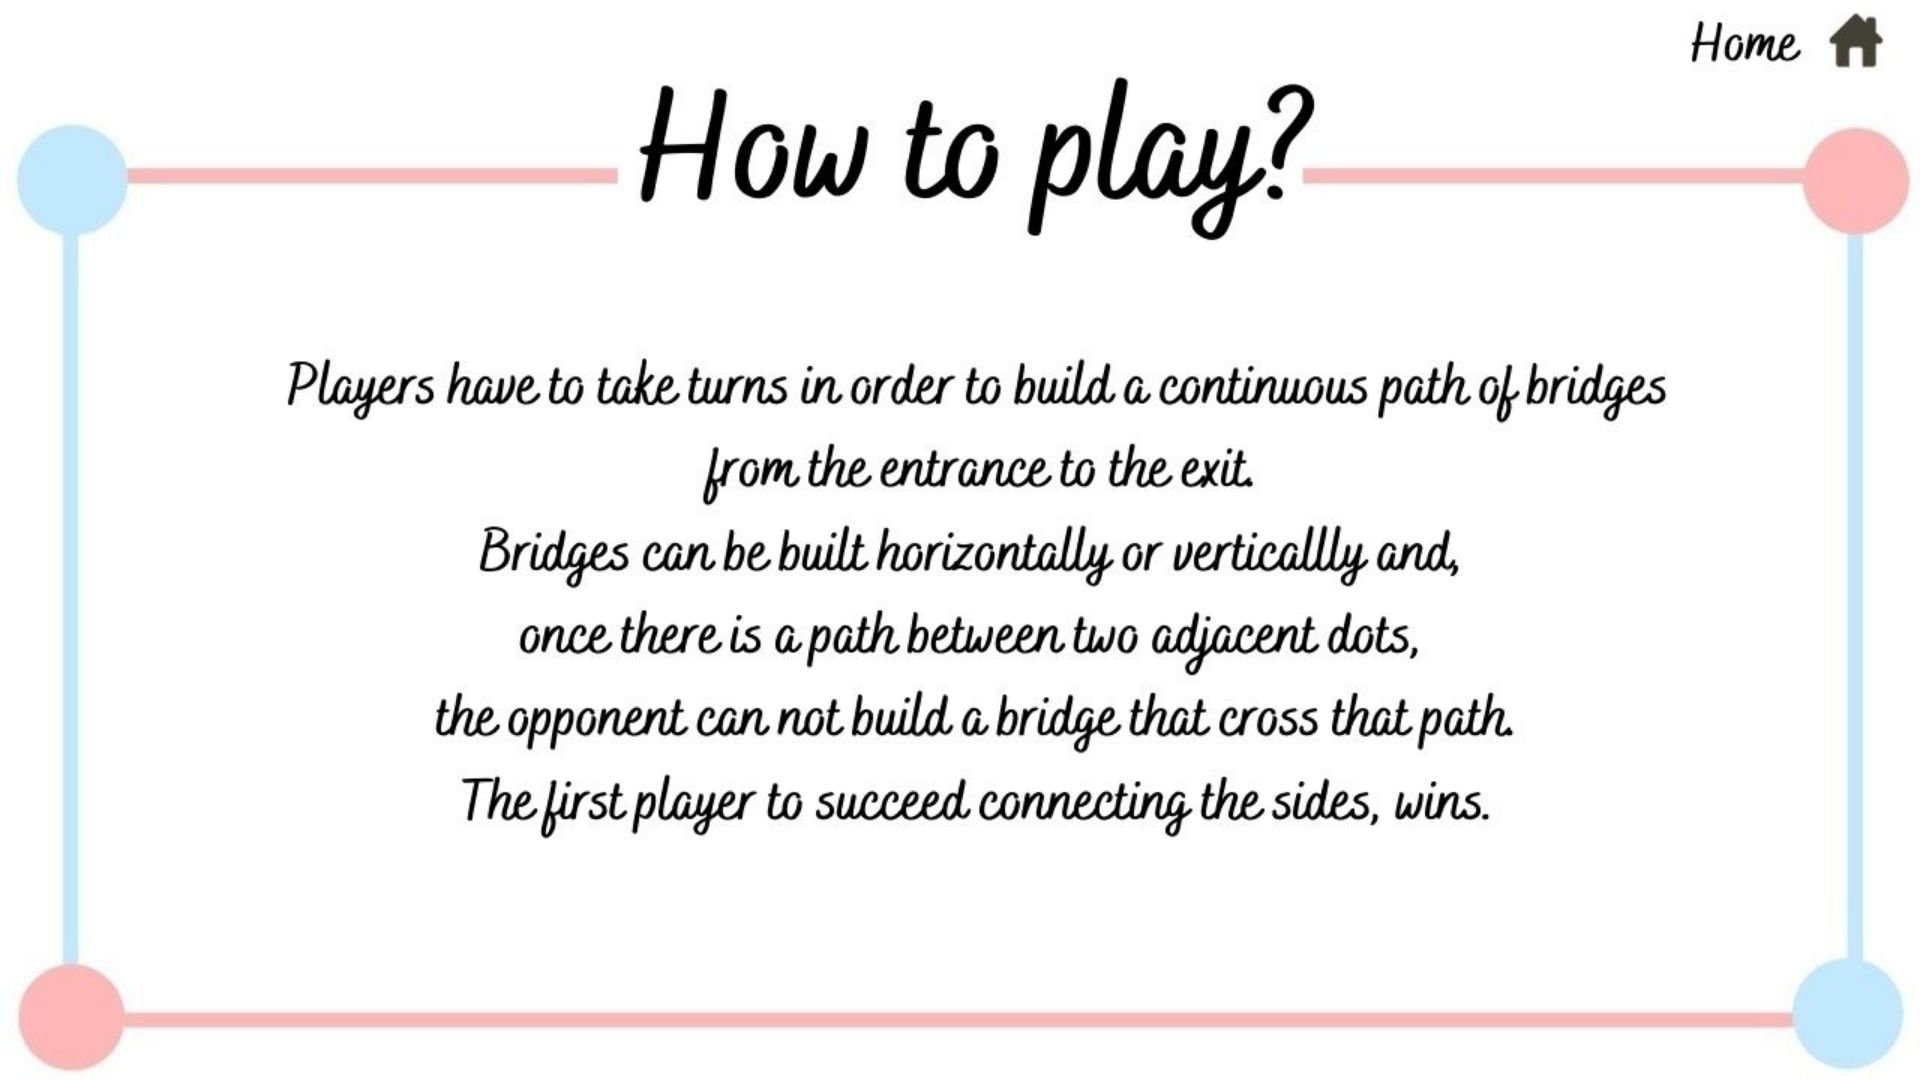 Home
How to play?
Players have to take turns in order to build a continuous path of bridges
from the entrance to the exit.
Bridges can be built horizontally or verticallly and,
once there is a path between two adjacent dots,
the opponent can not build a bridge that cross that path.
The first player to succeed connecting the sides, wins.